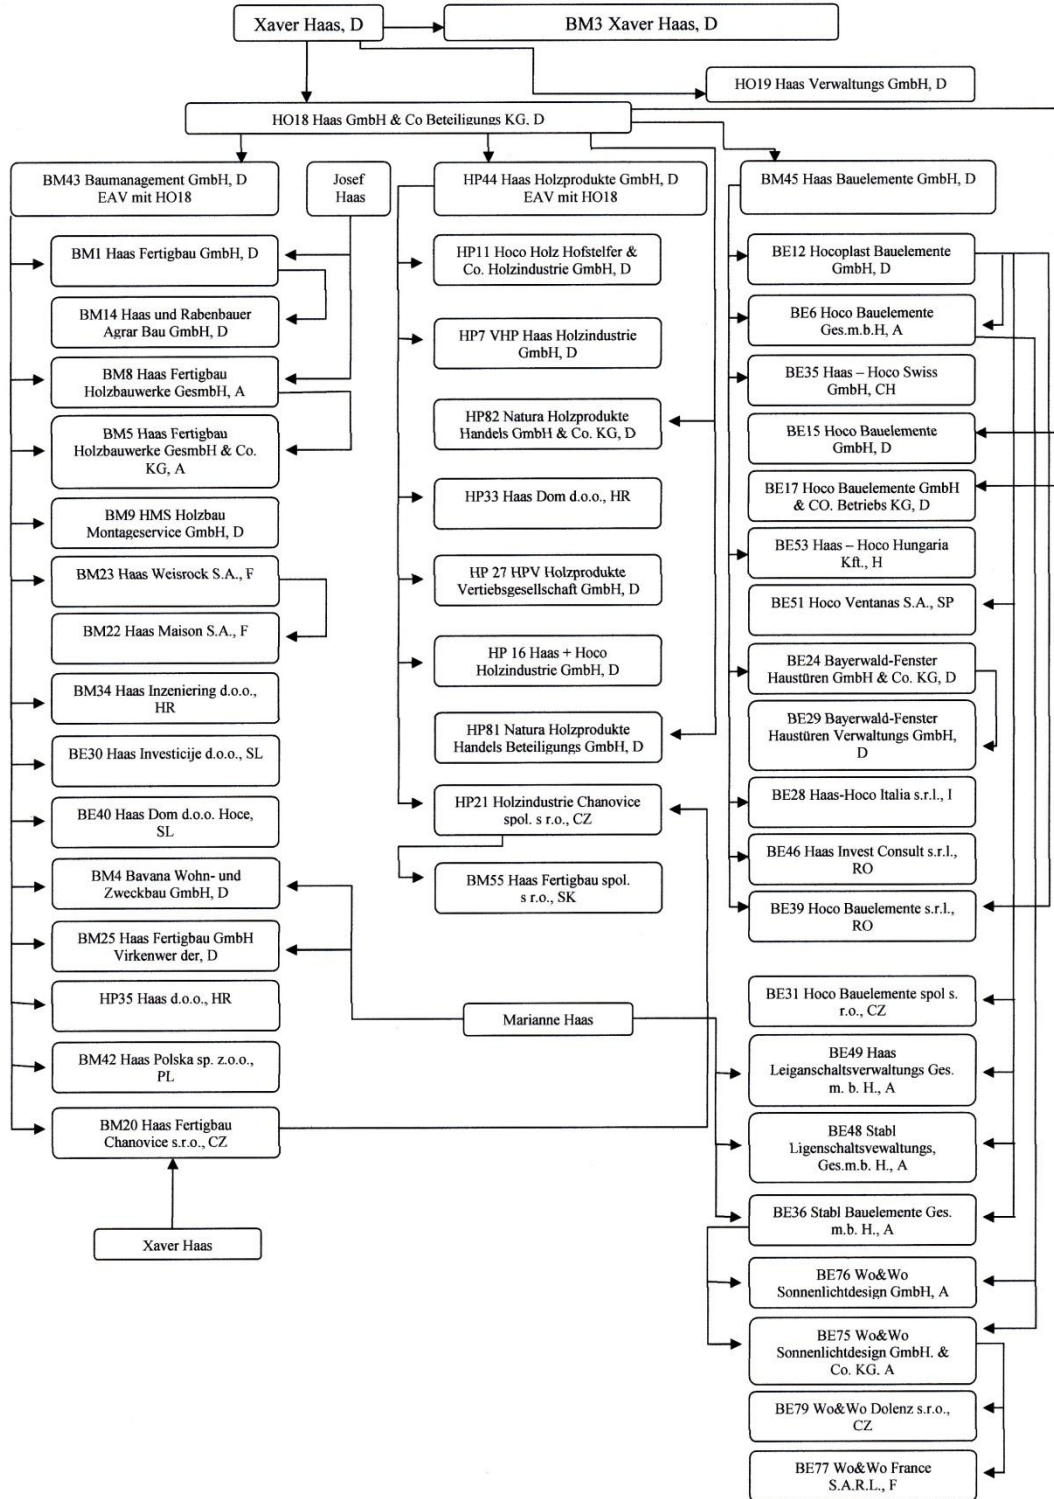 Xaver Haas, D
BM3 Xaver Haas, D
HO19 Haas Verwaltungs GmbH, D
HO18 Haas GmbH & Co Beteiligungs KG, D
BM43 Baumanagement GmbH, D
EAV mit HO18
Josef
Haas
HP44 Haas Holzprodukte GmbH, D
EAV mit HO18
BM45 Haas Bauelemente GmbH, D
BM1 Haas Fertigbau GmbH, D
BM14 Haas und Rabenbauer
Agrar Bau GmbH, D
BM8 Haas Fertigbau
Holzbauwerke GesmbH, A
BM5 Haas Fertigbau
Holzbauwerke GesmbH & Co.
KG, A
BM9 HMS Holzbau
Montageservice GmbH, D
BM23 Haas Weisrock S.A., F
BM22 Haas Maison S.A., F
BM34 Haas Inzeniering d.o.o.,
HR
BE30 Haas Investicije d.o.o., SL
BE40 Haas Dom d.o.o. Hoce,
SL
BM4 Bavana Wohn- und
Zweckbau GmbH, D
BM25 Haas Fertigbau GmbH
Virkenwer der, D
HP35 Haas d.o.o., HR
BM42 Haas Polska sp. z.o.o.,
PL
BM20 Haas Fertigbau
Chanovice s.r.o., CZ
Xaver Haas
HP11 Hoco Holz Hofstelfer &
Co. Holzindustrie GmbH, D
HP7 VHP Haas Holzindustrie
GmbH, D
HP82 Natura Holzprodukte
Handels GmbH & Co. KG, D
HP33 Haas Dom d.o.o., HR
HP 27 HPV Holzprodukte
Vertiebsgesellschaft GmbH, D
HP 16 Haas + Hoco
Holzindustrie GmbH, D
HP81 Natura Holzprodukte
Handels Beteiligungs GmbH, D
HP21 Holzindustrie Chanovice
spol. s r.o., CZ
BM55 Haas Fertigbau spol.
s r.o., SK
Marianne Haas
BE12 Hocoplast Bauelemente
GmbH, D
BE6 Hoco Bauelemente
Ges.m.b.H, A
BE35 Haas – Hoco Swiss
GmbH, CH
BE15 Hoco Bauelemente
GmbH, D
BE17 Hoco Bauelemente GmbH
& CO. Betriebs KG, D
BE53 Haas – Hoco Hungaria
Kft., H
BE51 Hoco Ventanas S.A., SP
BE24 Bayerwald-Fenster
Haustüren GmbH & Co. KG, D
BE29 Bayerwald-Fenster
Haustüren Verwaltungs GmbH,
D
BE28 Haas-Hoco Italia s.r.l., I
BE46 Haas Invest Consult s.r.l.,
RO
BE39 Hoco Bauelemente s.r.l.,
RO
BE31 Hoco Bauelemente spol s.
r.o., CZ
BE49 Haas
Leiganschaltsverwaltungs Ges.
m. b. H., A
BE48 Stabl
Ligenschaltsvewaltungs,
Ges.m.b. H., A
BE36 Stabl Bauelemente Ges.
m.b. H., A
BE76 Wo&Wo
Sonnenlichtdesign GmbH, A
BE75 Wo&Wo
Sonnenlichtdesign GmbH. &
Co. KG, A
BE79 Wo&Wo Dolenz s.r.o.,
CZ
BE77 Wo&Wo France
S.A.R.L., F